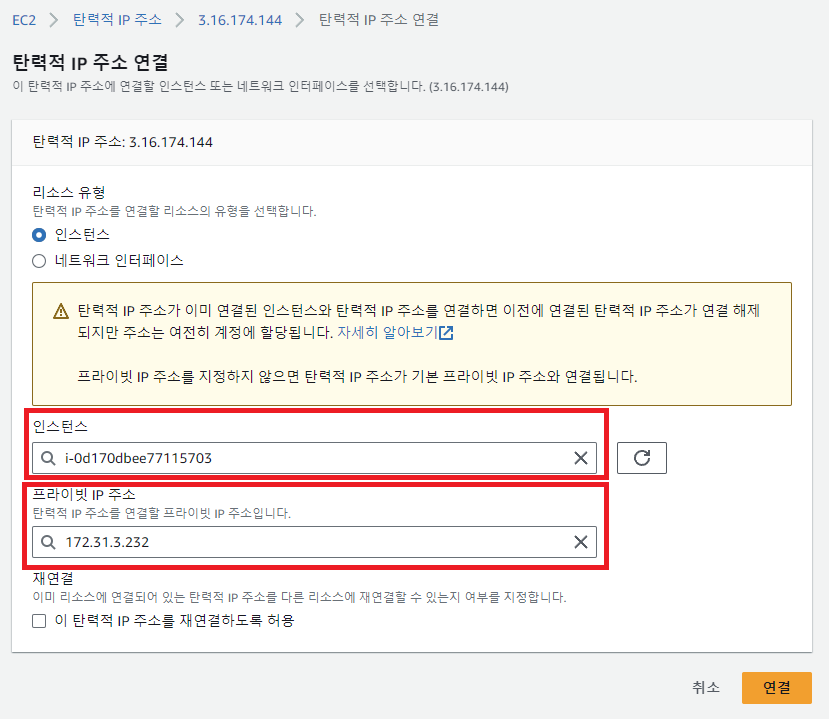 EC2 > 탄력적 IP 주소 > 3.16.174.144 > 탄력적 IP 주소 연결
탄력적 IP 주소 연결
이 탄력적 IP 주소에 연결할 인스턴스 또는 네트워크 인터페이스를 선택합니다. (3.16.174.144)
탄력적 IP 주소: 3.16.174.144
리소스 유형
탄력적 IP 주소를 연결할 리소스의 유형을 선택합니다.
인스턴스
네트워크 인터페이스
탄력적 IP 주소가 이미 연결된 인스턴스와 탄력적 IP 주소를 연결하면 이전에 연결된 탄력적 IP 주소가 연결 해제
되지만 주소는 여전히 계정에 할당됩니다. 자세히 알아보기
프라이빗 IP 주소를 지정하지 않으면 탄력적 IP 주소가 기본 프라이빗 IP 주소와 연결됩니다.
인스턴스
i-0d170dbee77115703
프라이빗 IP 주소
탄력적 IP 주소를 연결할 프라이빗 IP 주소입니다.
172.31.3.232
재연결
이미 리소스에 연결되어 있는 탄력적 IP 주소를 다른 리소스에 재연결할 수 있는지 여부를 지정합니다.
이 탄력적 IP 주소를 재연결하도록 허용
취소
연결